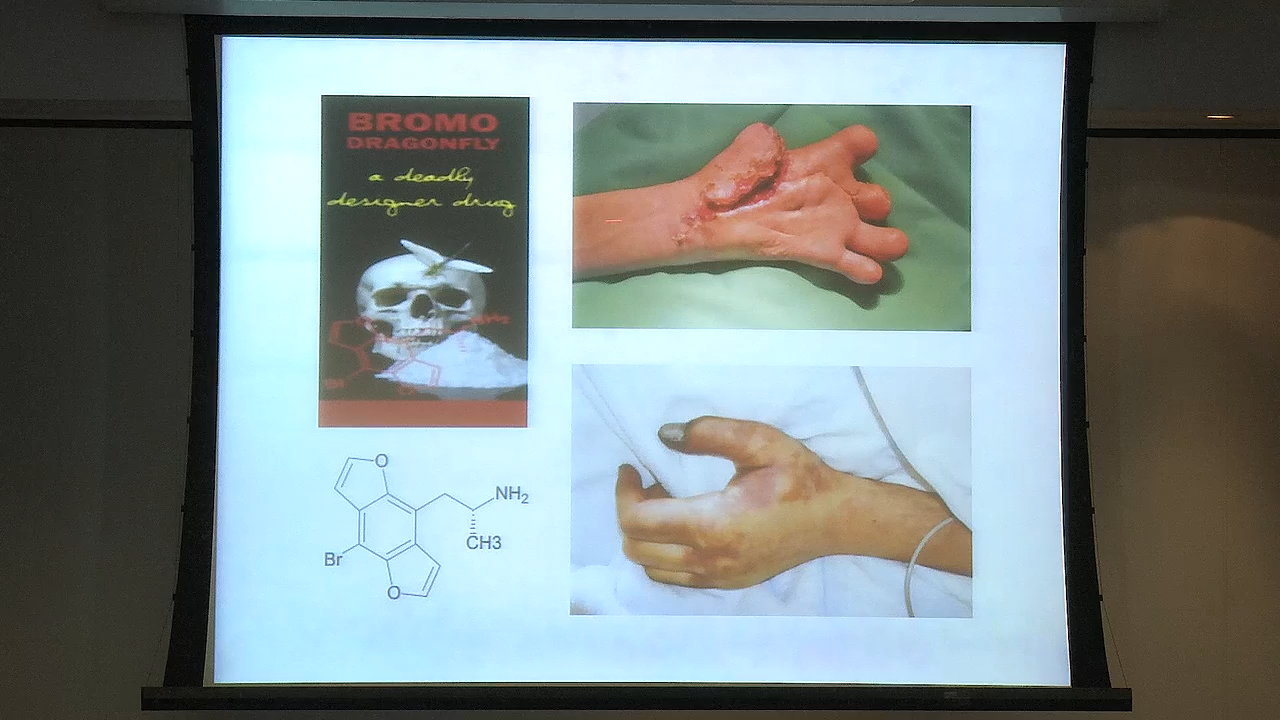 BROMO
DRAGONFLY
a deadly
designer drug
O
NH2
CH3
Br
O